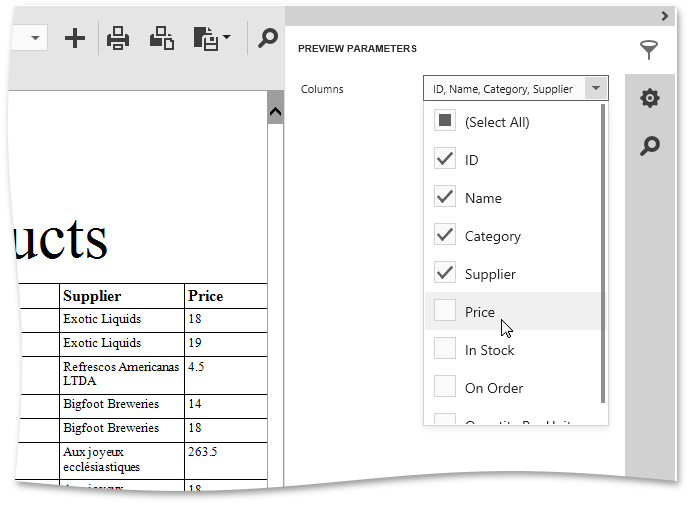 PREVIEW PARAMETERS
Columns
ID, Name, Category, Supplier
(Select All)
ID
Name
Category
Supplier
Price
In Stock
On Order
ucts
Supplier Price
Exotic Liquids 18
Exotic Liquids 19
Refrescos Americanas 4.5
LTDA
Bigfoot Breweries 14
Bigfoot Breweries 18
Aux joyeux 263.5
ecclésiastiques
Aux joyeux 18